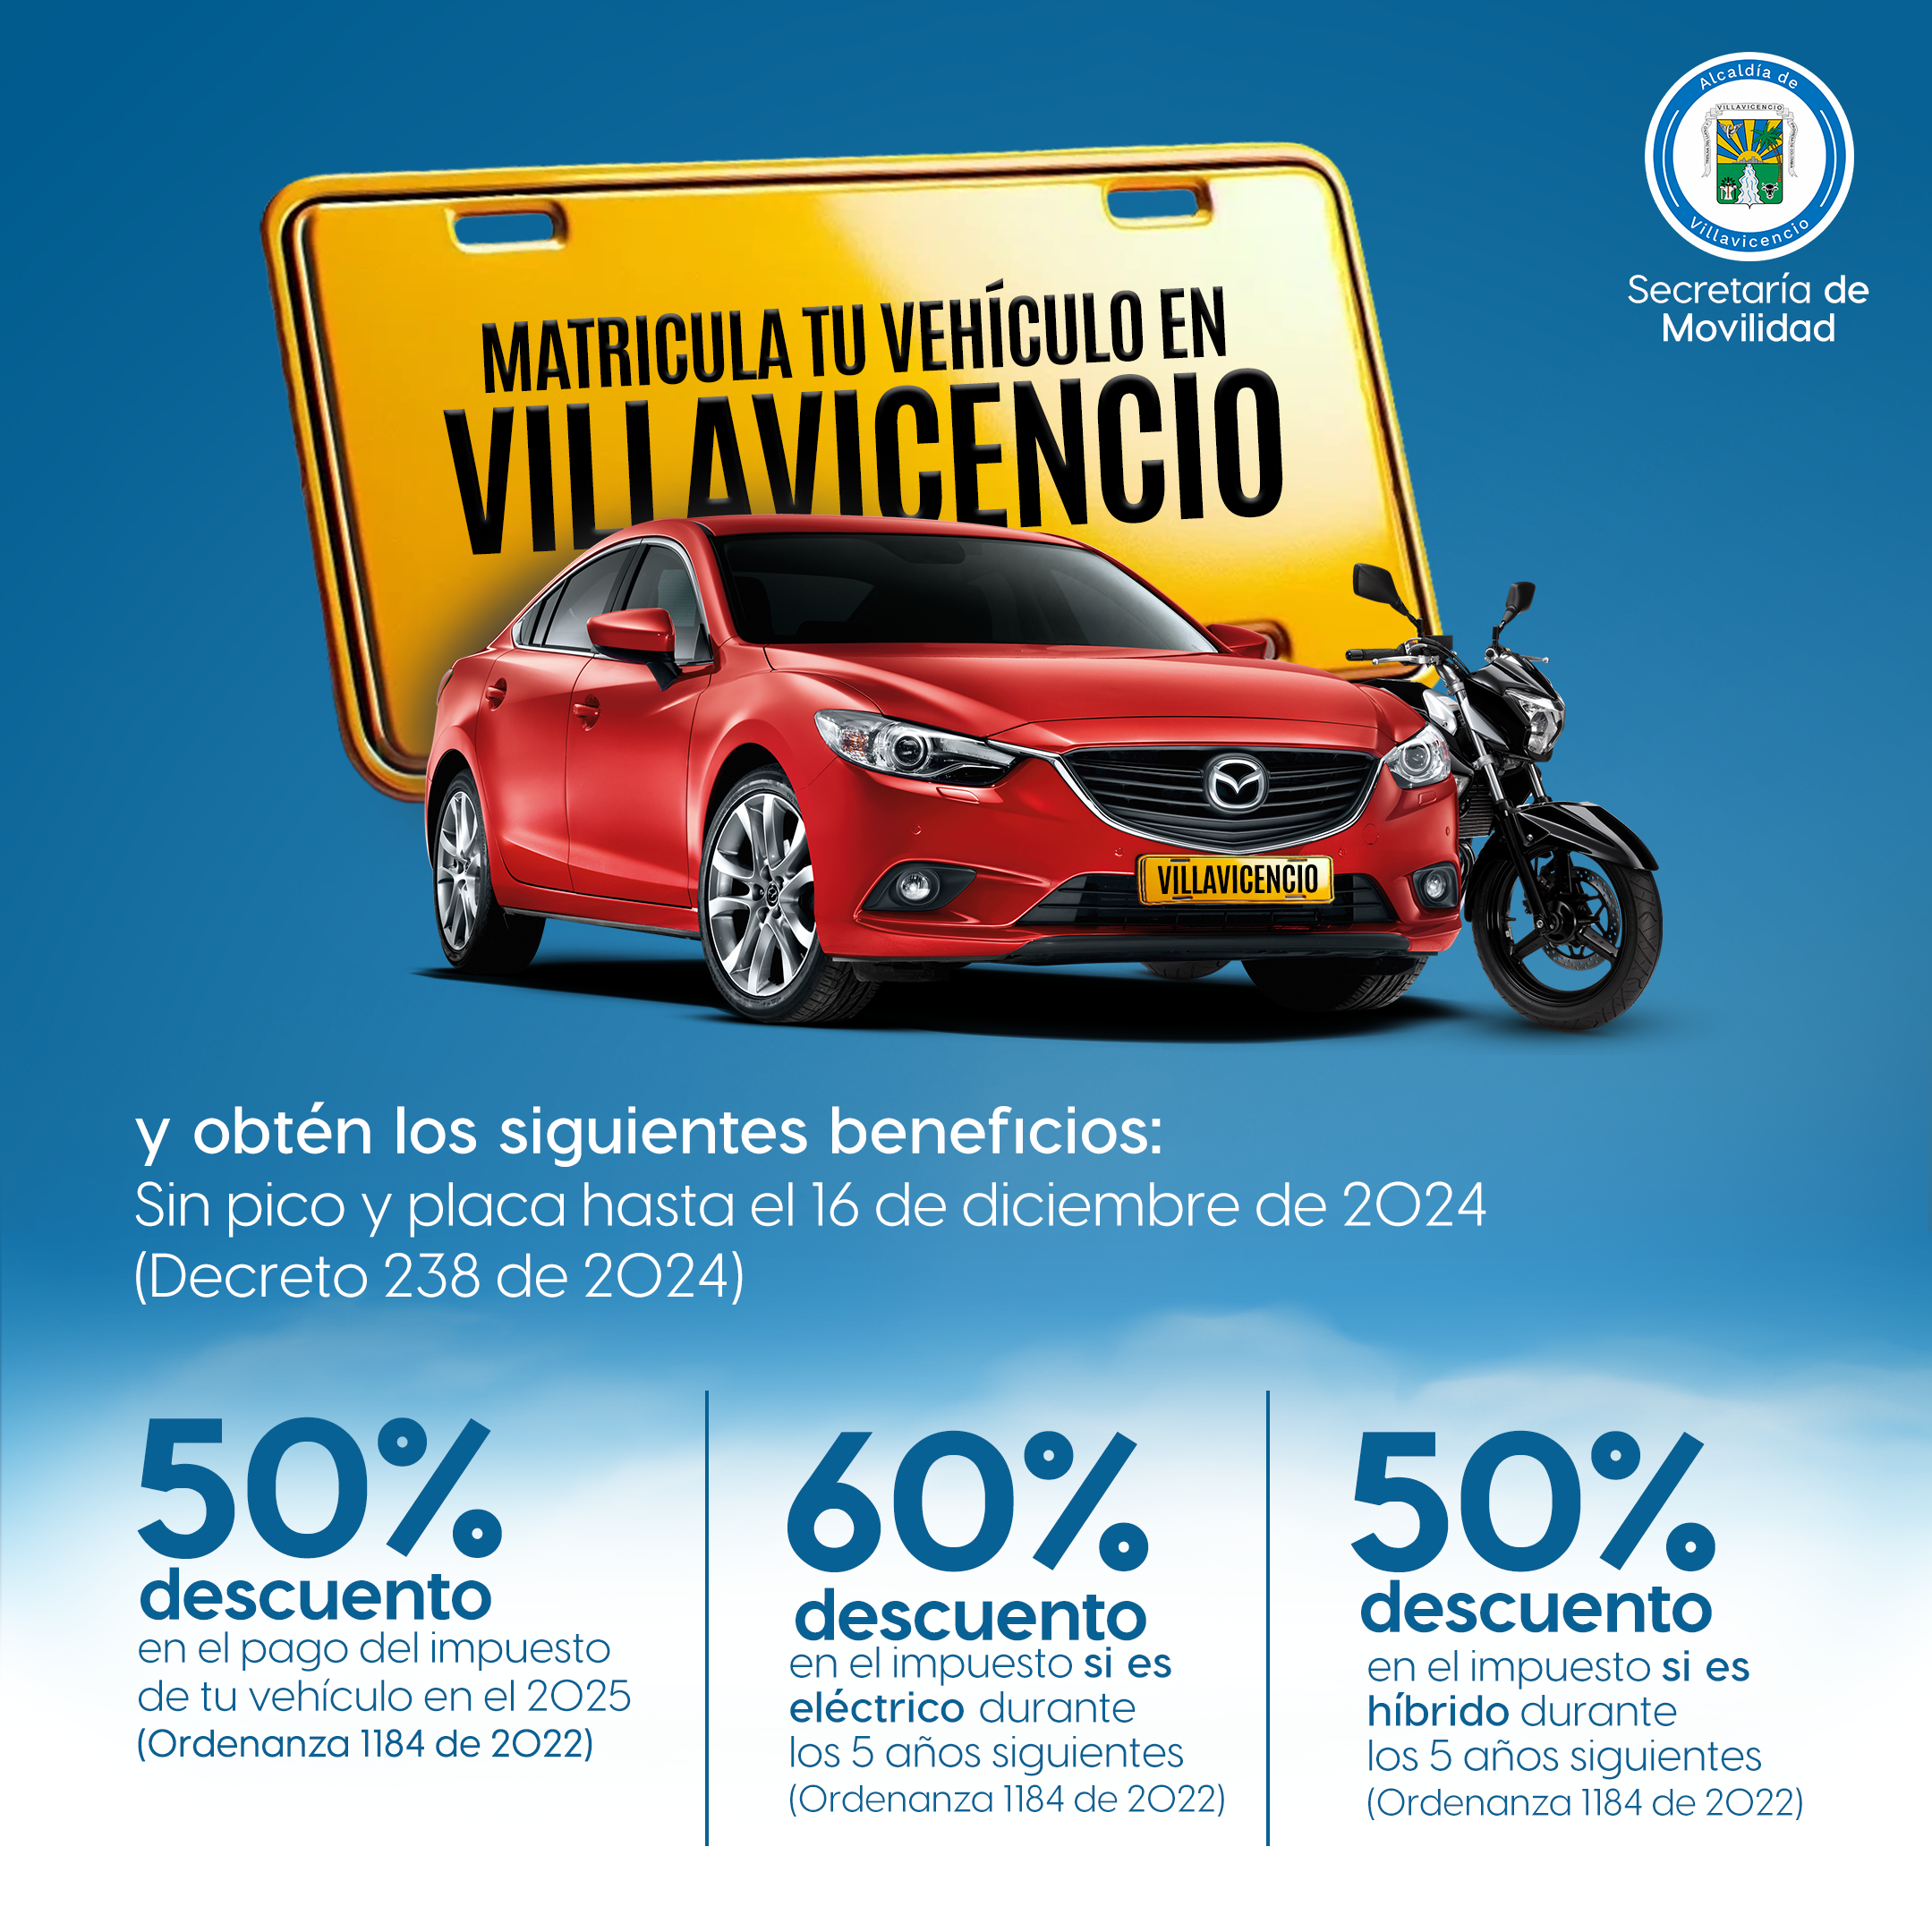 Alcaldía de
VILLAVICENCIO
Villavicencio
Secretaría de
Movilidad
MATRICULA TU VEHÍCULO EN
VILLAVICENCIO
VILLAVICENCIO
y obtén los siguientes beneficios:
Sin pico y placa hasta el 16 de diciembre de 2024
(Decreto 238 de 2024)
50%
descuento
en el pago del impuesto
de tu vehículo en el 2025
(Ordenanza 1184 de 2022)
60%
descuento
en el impuesto si es
eléctrico durante
los 5 años siguientes
(Ordenanza 1184 de 2022)
50%
descuento
en el impuesto si es
híbrido durante
los 5 años siguientes
(Ordenanza 1184 de 2022)